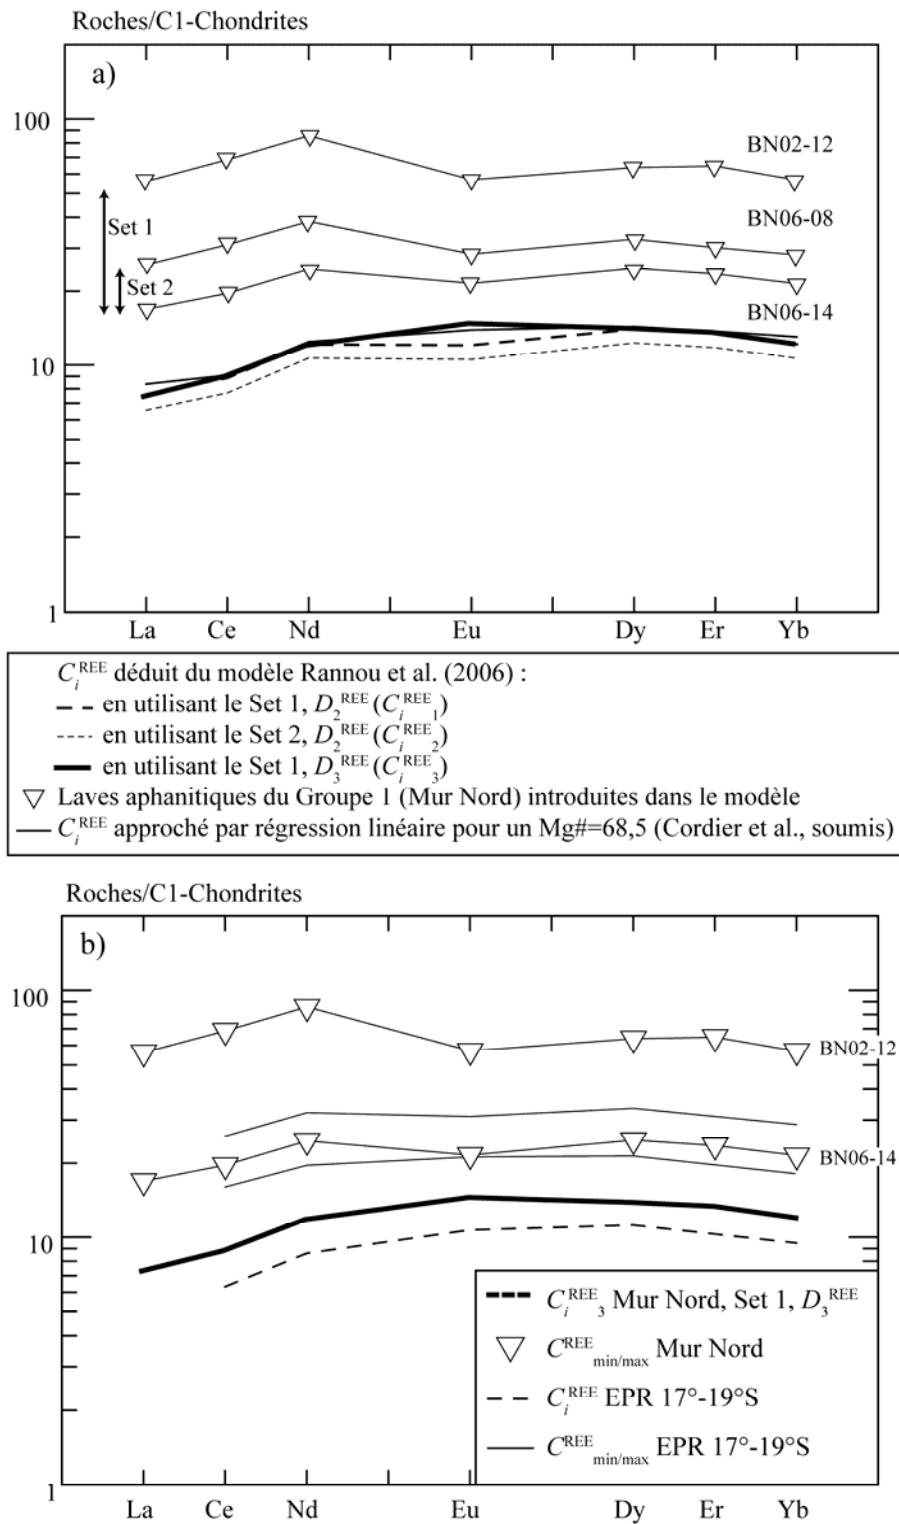 Roches/C1-Chondrites
a)
100
BN02-12
BN06-08
Set 1
Set 2
BN06-14
10
1
La Ce Nd Eu Dy Er Yb
C_i^REE déduit du modèle Rannou et al. (2006) :
en utilisant le Set 1, D_2^REE (C_i^REE_1)
en utilisant le Set 2, D_2^REE (C_i^REE_2)
en utilisant le Set 1, D_3^REE (C_i^REE_3)
Laves aphanitiques du Groupe 1 (Mur Nord) introduites dans le modèle
C_i^REE approché par régression linéaire pour un Mg#=68,5 (Cordier et al., soumis)
Roches/C1-Chondrites
b)
100
BN02-12
BN06-14
10
C_i^REE_3 Mur Nord, Set 1, D_3^REE
C^REE_min/max Mur Nord
C_i^REE EPR 17°-19°S
C^REE_min/max EPR 17°-19°S
1
La Ce Nd Eu Dy Er Yb